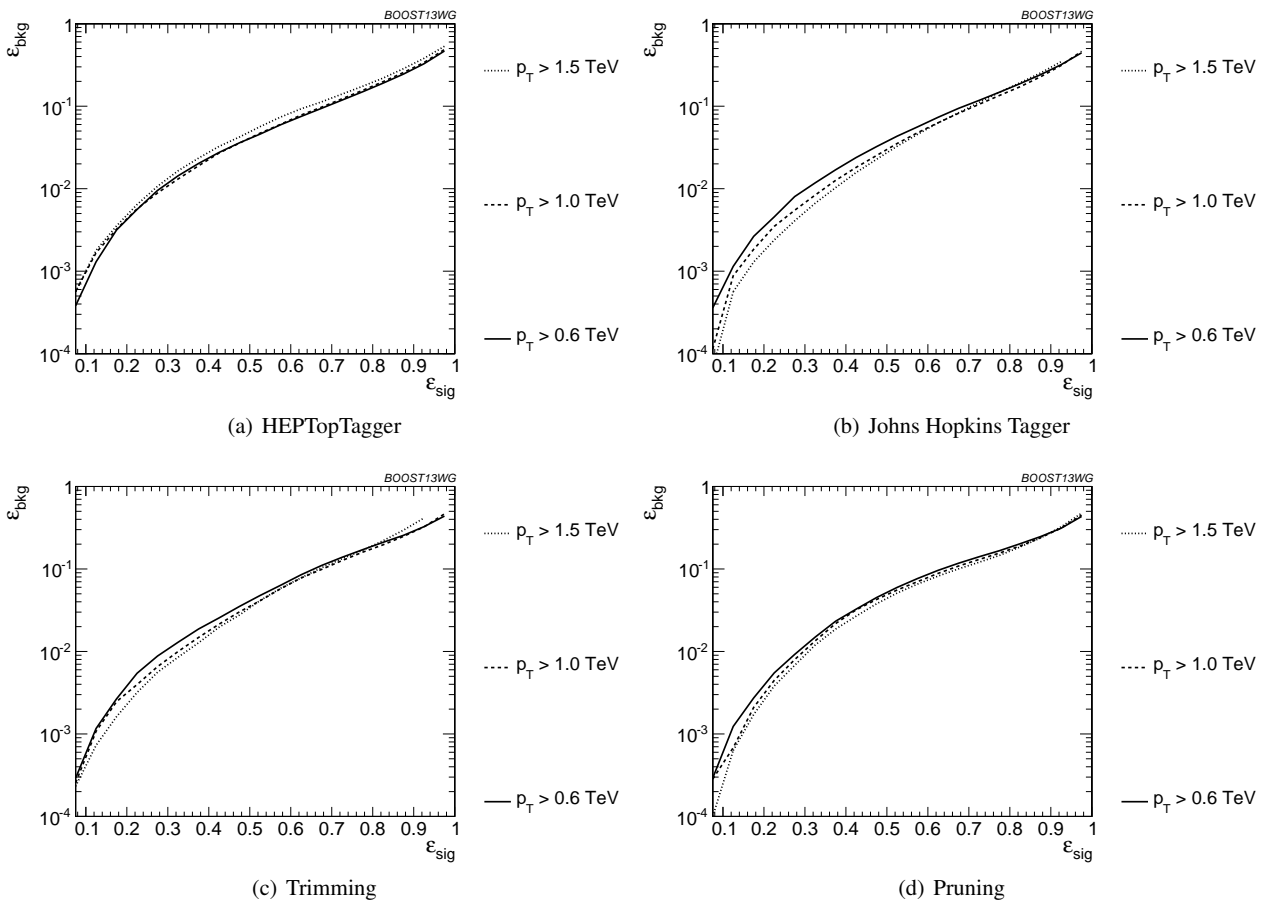 BOOST13WG
ε_bkg
1
10^-1
10^-2
10^-3
10^-4
0.1 0.2 0.3 0.4 0.5 0.6 0.7 0.8 0.9 1
ε_sig
p_T > 1.5 TeV
p_T > 1.0 TeV
p_T > 0.6 TeV
(a) HEPTopTagger
BOOST13WG
ε_bkg
1
10^-1
10^-2
10^-3
10^-4
0.1 0.2 0.3 0.4 0.5 0.6 0.7 0.8 0.9 1
ε_sig
p_T > 1.5 TeV
p_T > 1.0 TeV
p_T > 0.6 TeV
(b) Johns Hopkins Tagger
BOOST13WG
ε_bkg
1
10^-1
10^-2
10^-3
10^-4
0.1 0.2 0.3 0.4 0.5 0.6 0.7 0.8 0.9 1
ε_sig
p_T > 1.5 TeV
p_T > 1.0 TeV
p_T > 0.6 TeV
(c) Trimming
BOOST13WG
ε_bkg
1
10^-1
10^-2
10^-3
10^-4
0.1 0.2 0.3 0.4 0.5 0.6 0.7 0.8 0.9 1
ε_sig
p_T > 1.5 TeV
p_T > 1.0 TeV
p_T > 0.6 TeV
(d) Pruning